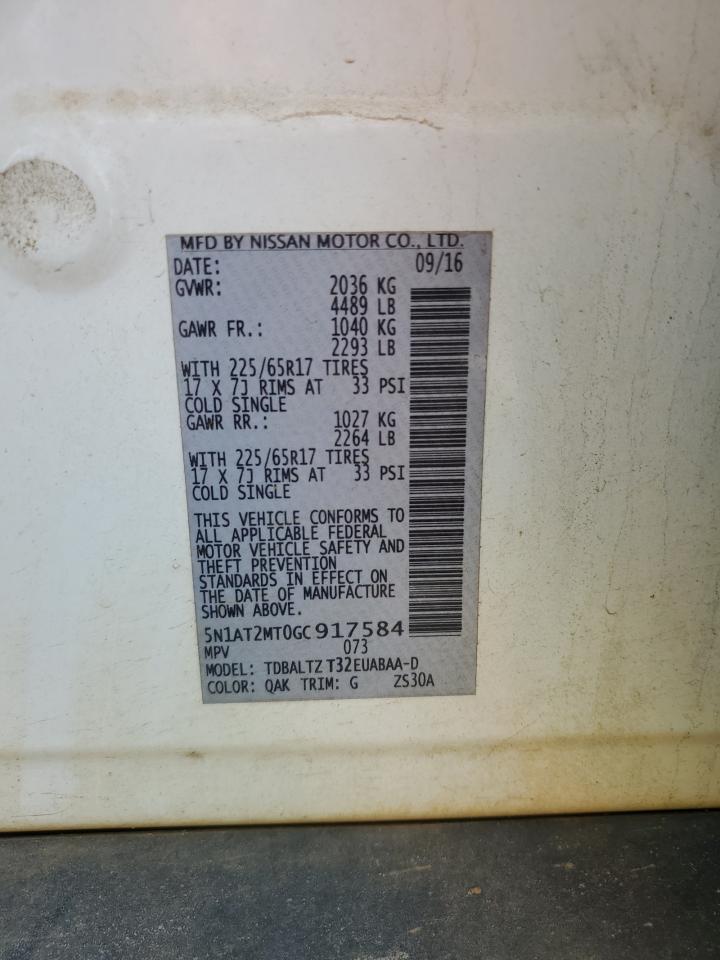 MFD BY NISSAN MOTOR CO., LTD.
DATE: 09/16
GVWR: 2036 KG
4489 LB
GAWR FR.: 1040 KG
2293 LB
WITH 225/65R17 TIRES
17 X 7J RIMS AT 33 PSI
COLD SINGLE
GAWR RR.: 1027 KG
2264 LB
WITH 225/65R17 TIRES
17 X 7J RIMS AT 33 PSI
COLD SINGLE
THIS VEHICLE CONFORMS TO
ALL APPLICABLE FEDERAL
MOTOR VEHICLE SAFETY AND
THEFT PREVENTION
STANDARDS IN EFFECT ON
THE DATE OF MANUFACTURE
SHOWN ABOVE.
5N1AT2MT0GC917584
MPV 073
MODEL: TDBALTZ T32EUABAA-D
COLOR: QAK TRIM: G ZS30A